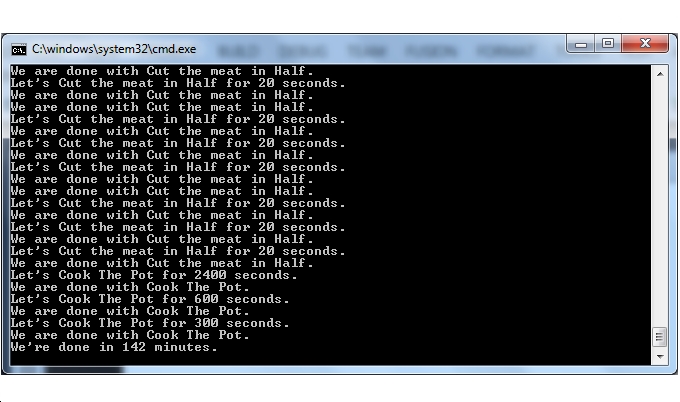 C:\windows\system32\cmd.exe
We are done with Cut the meat in Half.
Let's Cut the meat in Half for 20 seconds.
We are done with Cut the meat in Half.
We are done with Cut the meat in Half.
Let's Cut the meat in Half for 20 seconds.
We are done with Cut the meat in Half.
Let's Cut the meat in Half for 20 seconds.
We are done with Cut the meat in Half.
Let's Cut the meat in Half for 20 seconds.
We are done with Cut the meat in Half.
We are done with Cut the meat in Half.
Let's Cut the meat in Half for 20 seconds.
We are done with Cut the meat in Half.
Let's Cut the meat in Half for 20 seconds.
We are done with Cut the meat in Half.
Let's Cut the meat in Half for 20 seconds.
We are done with Cut the meat in Half.
Let's Cook The Pot for 2400 seconds.
We are done with Cook The Pot.
Let's Cook The Pot for 600 seconds.
We are done with Cook The Pot.
Let's Cook The Pot for 300 seconds.
We are done with Cook The Pot.
We're done in 142 minutes.